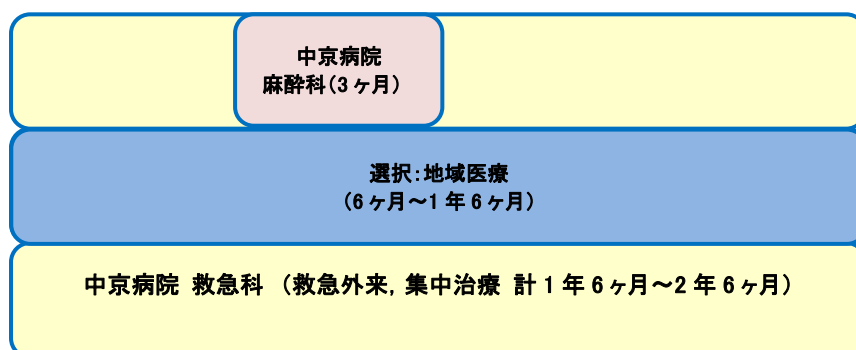 中京病院
麻酔科(3ヶ月)
選択:地域医療
(6ヶ月～1年6ヶ月)
中京病院 救急科 (救急外来, 集中治療 計1年6ヶ月～2年6ヶ月)